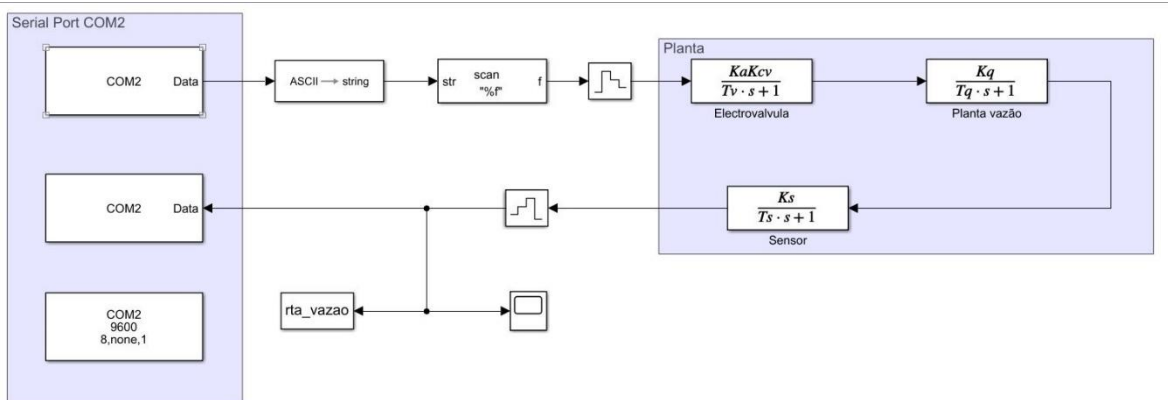 Serial Port COM2
COM2 Data
ASCII → string
str scan "%f" f
Planta
KaKcv
Tv · s + 1
Electrovalvula
Kq
Tq · s + 1
Planta vazão
COM2 Data
Ks
Ts · s + 1
Sensor
rta_vazao
COM2
9600
8,none,1